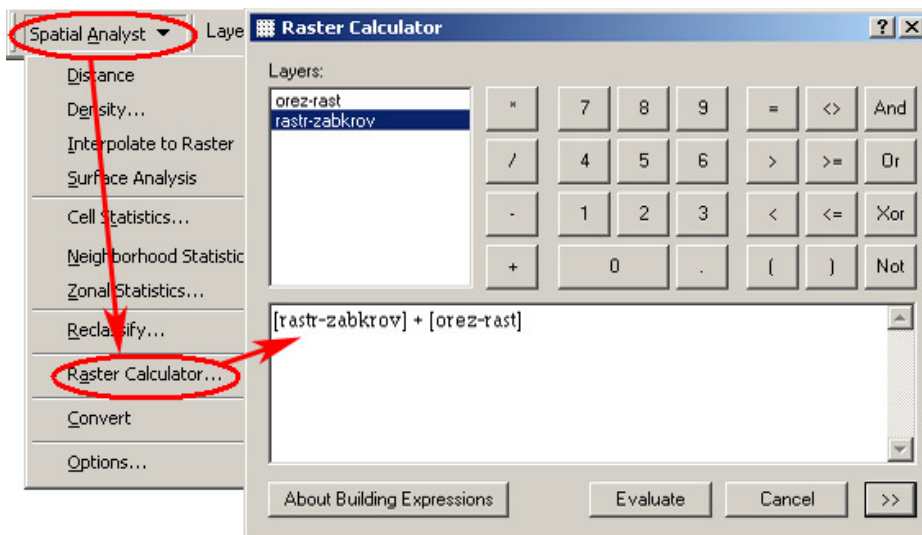 Spatial Analyst
Laye
Distance
Density...
Interpolate to Raster
Surface Analysis
Cell Statistics...
Neighborhood Statistic
Zonal Statistics...
Reclassify...
Raster Calculator...
Convert
Options...
Raster Calculator
? ×
Layers:
orez-rast
rastr-zabkrov
* 7 8 9 = <> And
/ 4 5 6 > >= Or
- 1 2 3 < <= Xor
+ 0 . ( ) Not
[rastr-zabkrov] + [orez-rast]
About Building Expressions Evaluate Cancel >>